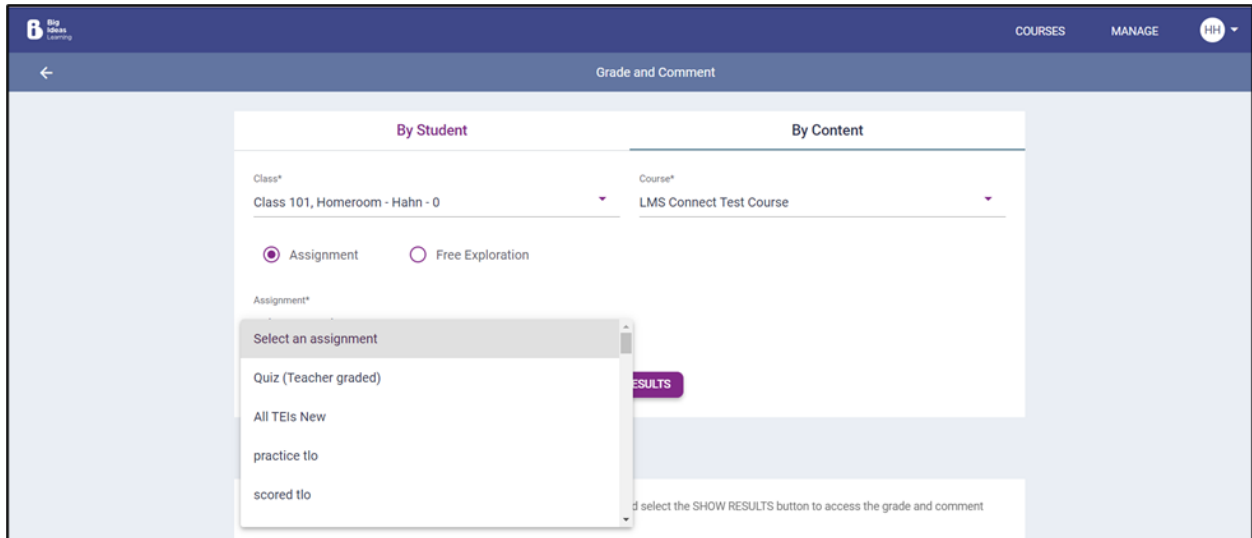 Big
Ideas
Learning
COURSES
MANAGE
HH
Grade and Comment
By Student
By Content
Class*
Course*
Class 101, Homeroom - Hahn - 0
LMS Connect Test Course
Assignment
Free Exploration
Assignment*
Select an assignment
Quiz (Teacher graded)
ESULTS
All TEIs New
practice tlo
scored tlo
d select the SHOW RESULTS button to access the grade and comment